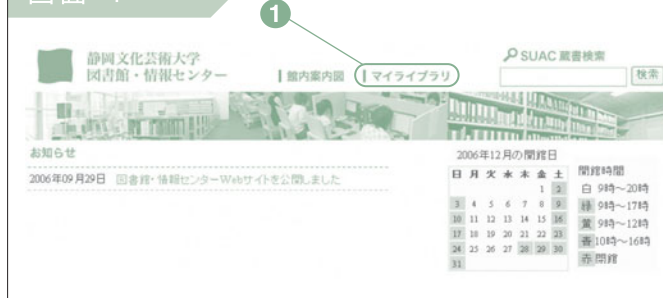 1
静岡文化芸術大学
図書館・情報センター
館内案内図
マイライブラリ
SUAC 蔵書検索
検索
お知らせ
2006年09月29日 図書館・情報センターWebサイトを公開しました
2006年12月の開館日
日 月 火 水 木 金 土
1 2
3 4 5 6 7 8 9
10 11 12 13 14 15 16
17 18 19 20 21 22 23
24 25 26 27 28 29 30
31
開館時間
白 9時～20時
緑 9時～17時
黄 9時～12時
青10時～16時
赤 閉館